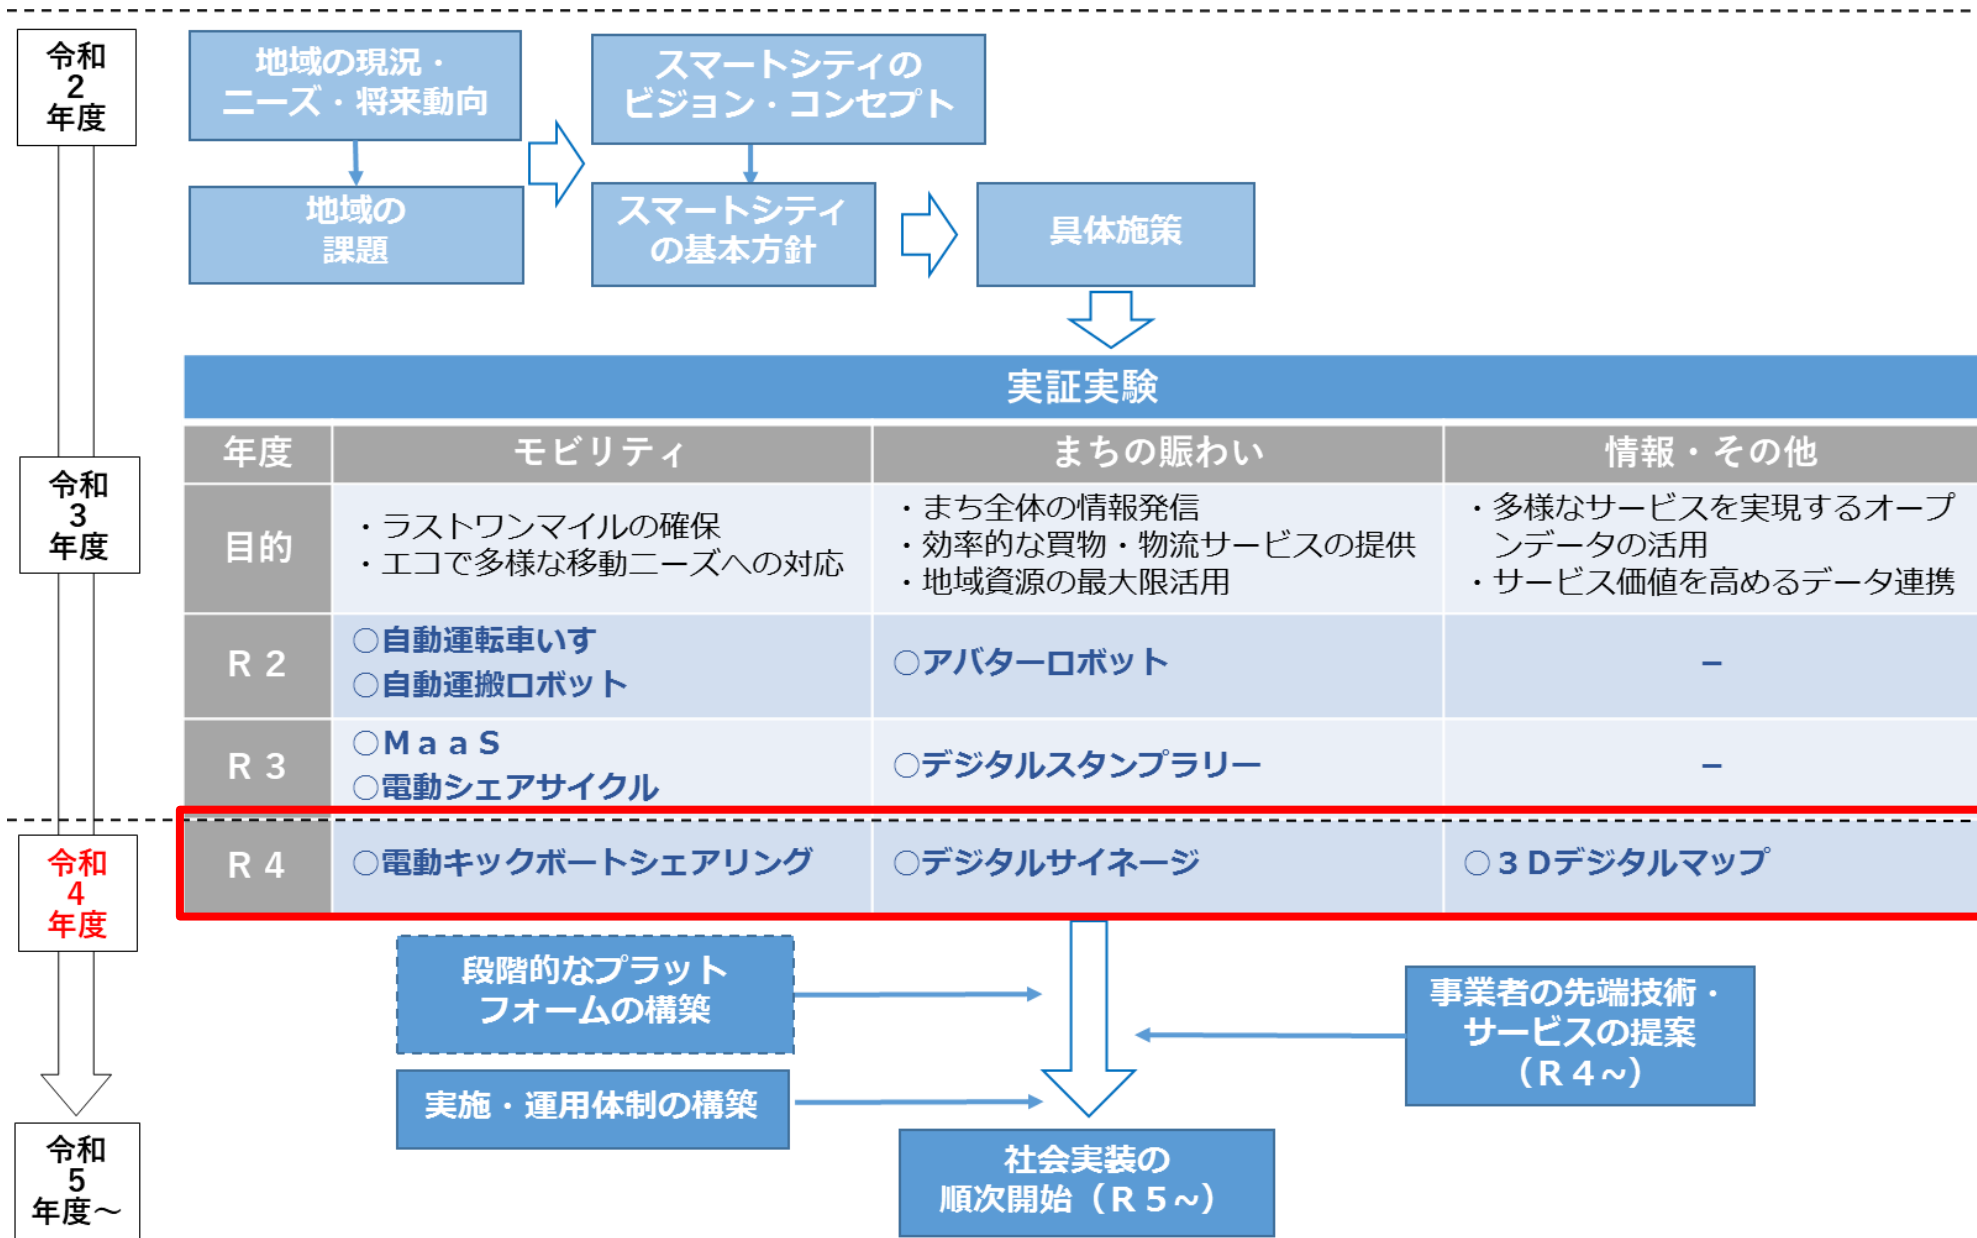 令和
2
年度
地域の現況・
ニーズ・将来動向
スマートシティの
ビジョン・コンセプト
地域の
課題
スマートシティ
の基本方針
具体施策
実証実験
年度
モビリティ
まちの賑わい
情報・その他
令和
3
年度
目的
・ラストワンマイルの確保
・エコで多様な移動ニーズへの対応
・まち全体の情報発信
・効率的な買物・物流サービスの提供
・地域資源の最大限活用
・多様なサービスを実現するオープ
ンデータの活用
・サービス価値を高めるデータ連携
R 2
○自動運転車いす
○自動運搬ロボット
○アバターロボット
－
R 3
○MaaS
○電動シェアサイクル
○デジタルスタンプラリー
－
令和
4
年度
R 4
○電動キックボートシェアリング
○デジタルサイネージ
○3Dデジタルマップ
段階的なプラット
フォームの構築
事業者の先端技術・
サービスの提案
（R4~）
実施・運用体制の構築
社会実装の
順次開始（R5~）
令和
5
年度～